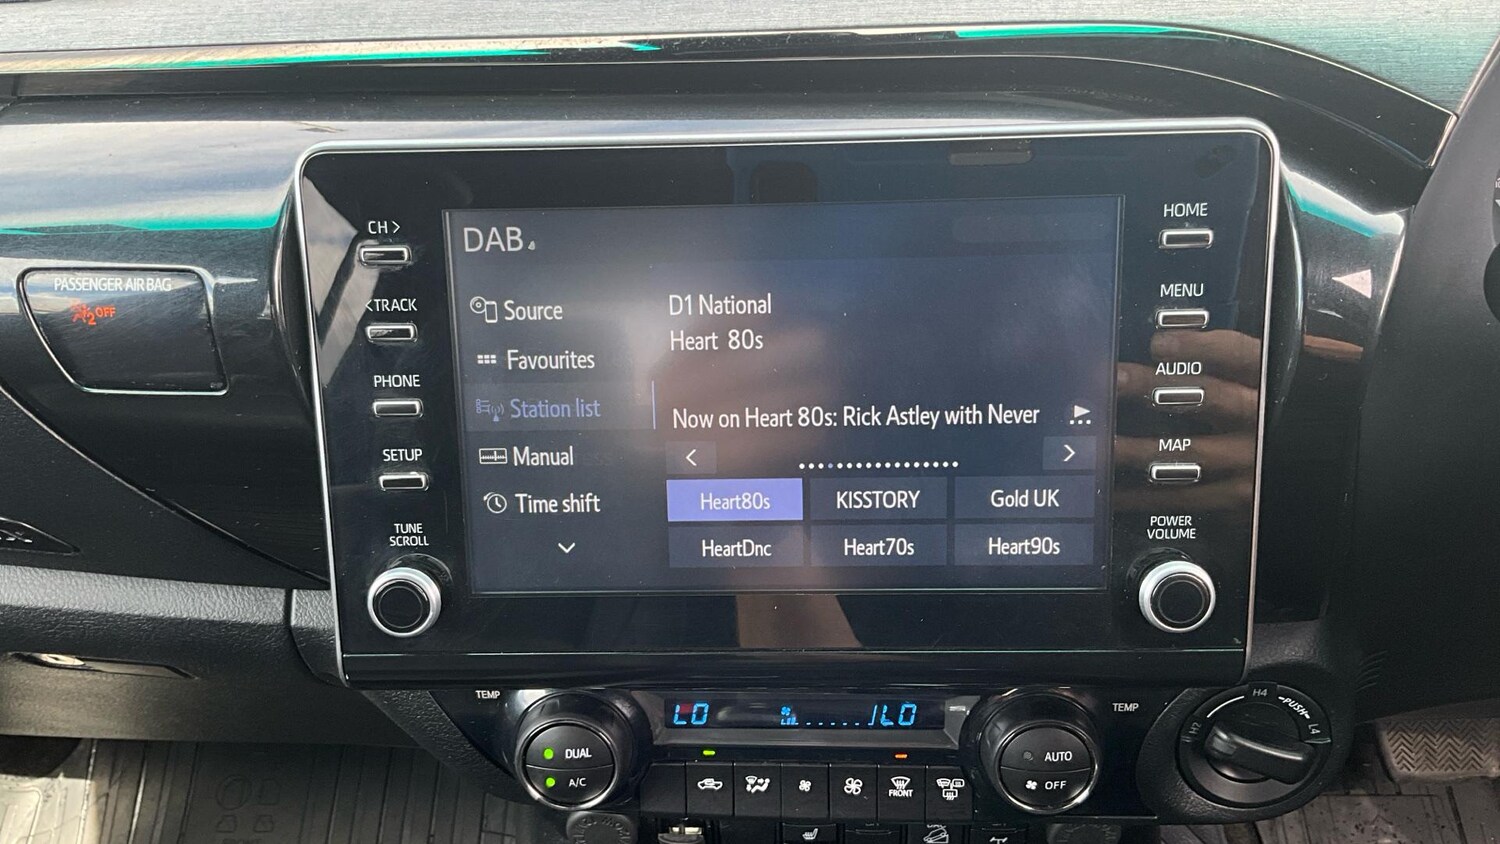 DAB
Source
Favourites
Station list
Manual
Time shift
D1 National
Heart 80s
Now on Heart 80s: Rick Astley with Never
Heart80s KISSTORY Gold UK
HeartDnc Heart70s Heart90s
CH >
< TRACK
PHONE
SETUP
TUNE
SCROLL
HOME
MENU
AUDIO
MAP
POWER
VOLUME
PASSENGER AIR BAG
2 OFF
TEMP
LO LO
TEMP
DUAL
A/C
FRONT
AUTO
OFF
H2 H4 PUSH L4